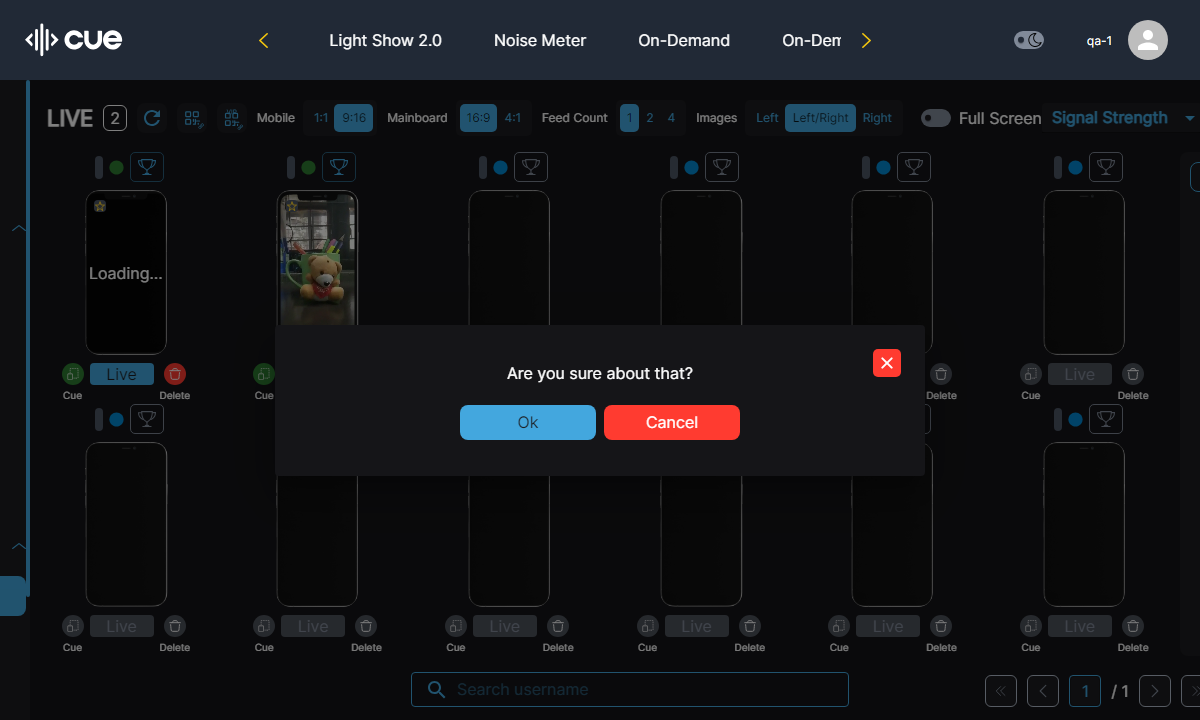 cue
Light Show 2.0
Noise Meter
On-Demand
On-Dem
qa-1
LIVE 2
Mobile 1:1 9:16
Mainboard 16:9 4:1
Feed Count 1 2 4
Images Left Left/Right Right
Full Screen
Signal Strength
Loading...
Live
Cue Delete
Cue
Delete
Live
Cue Delete
Are you sure about that?
Ok
Cancel
Live
Cue Delete
Live
Cue Delete
Live
Cue Delete
Live
Cue Delete
Live
Cue Delete
Live
Cue Delete
Search username
1 / 1